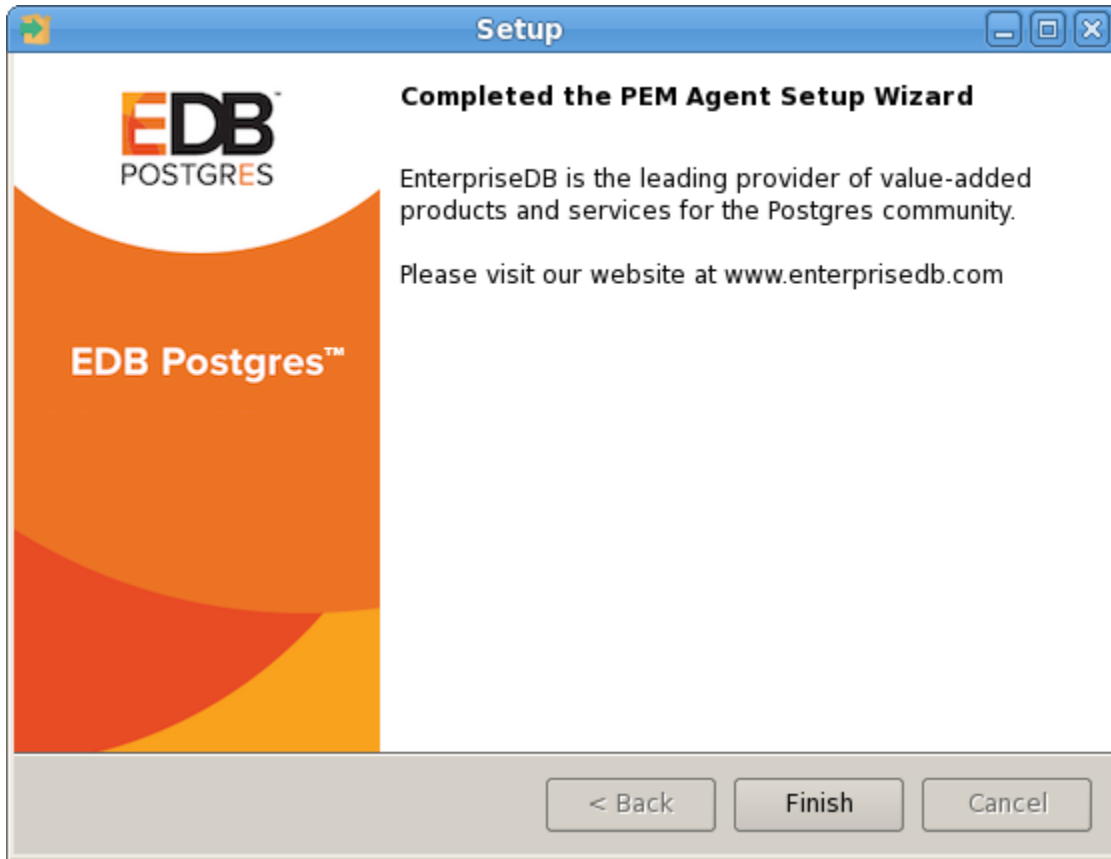 Setup
EDB™
POSTGRES
EDB Postgres™
Completed the PEM Agent Setup Wizard
EnterpriseDB is the leading provider of value-added
products and services for the Postgres community.
Please visit our website at www.enterprisedb.com
< Back
Finish
Cancel